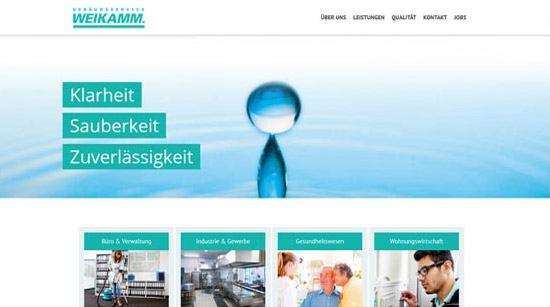 GEBÄUDESERVICE
WEIKAMM.
ÜBER UNS LEISTUNGEN QUALITÄT KONTAKT JOBS
Klarheit
Sauberkeit
Zuverlässigkeit
Büro & Verwaltung Industrie & Gewerbe Gesundheitswesen Wohnungswirtschaft